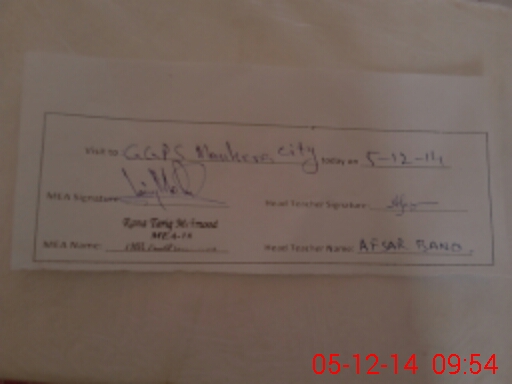 Visit to: GGPS City today on 5-12-14
MEA Signature: Head Teacher Signature:
Rana Tariq Mehmood
MEA Name: Head Teacher Name: AFSAR BANO.
05-12-14 09:54